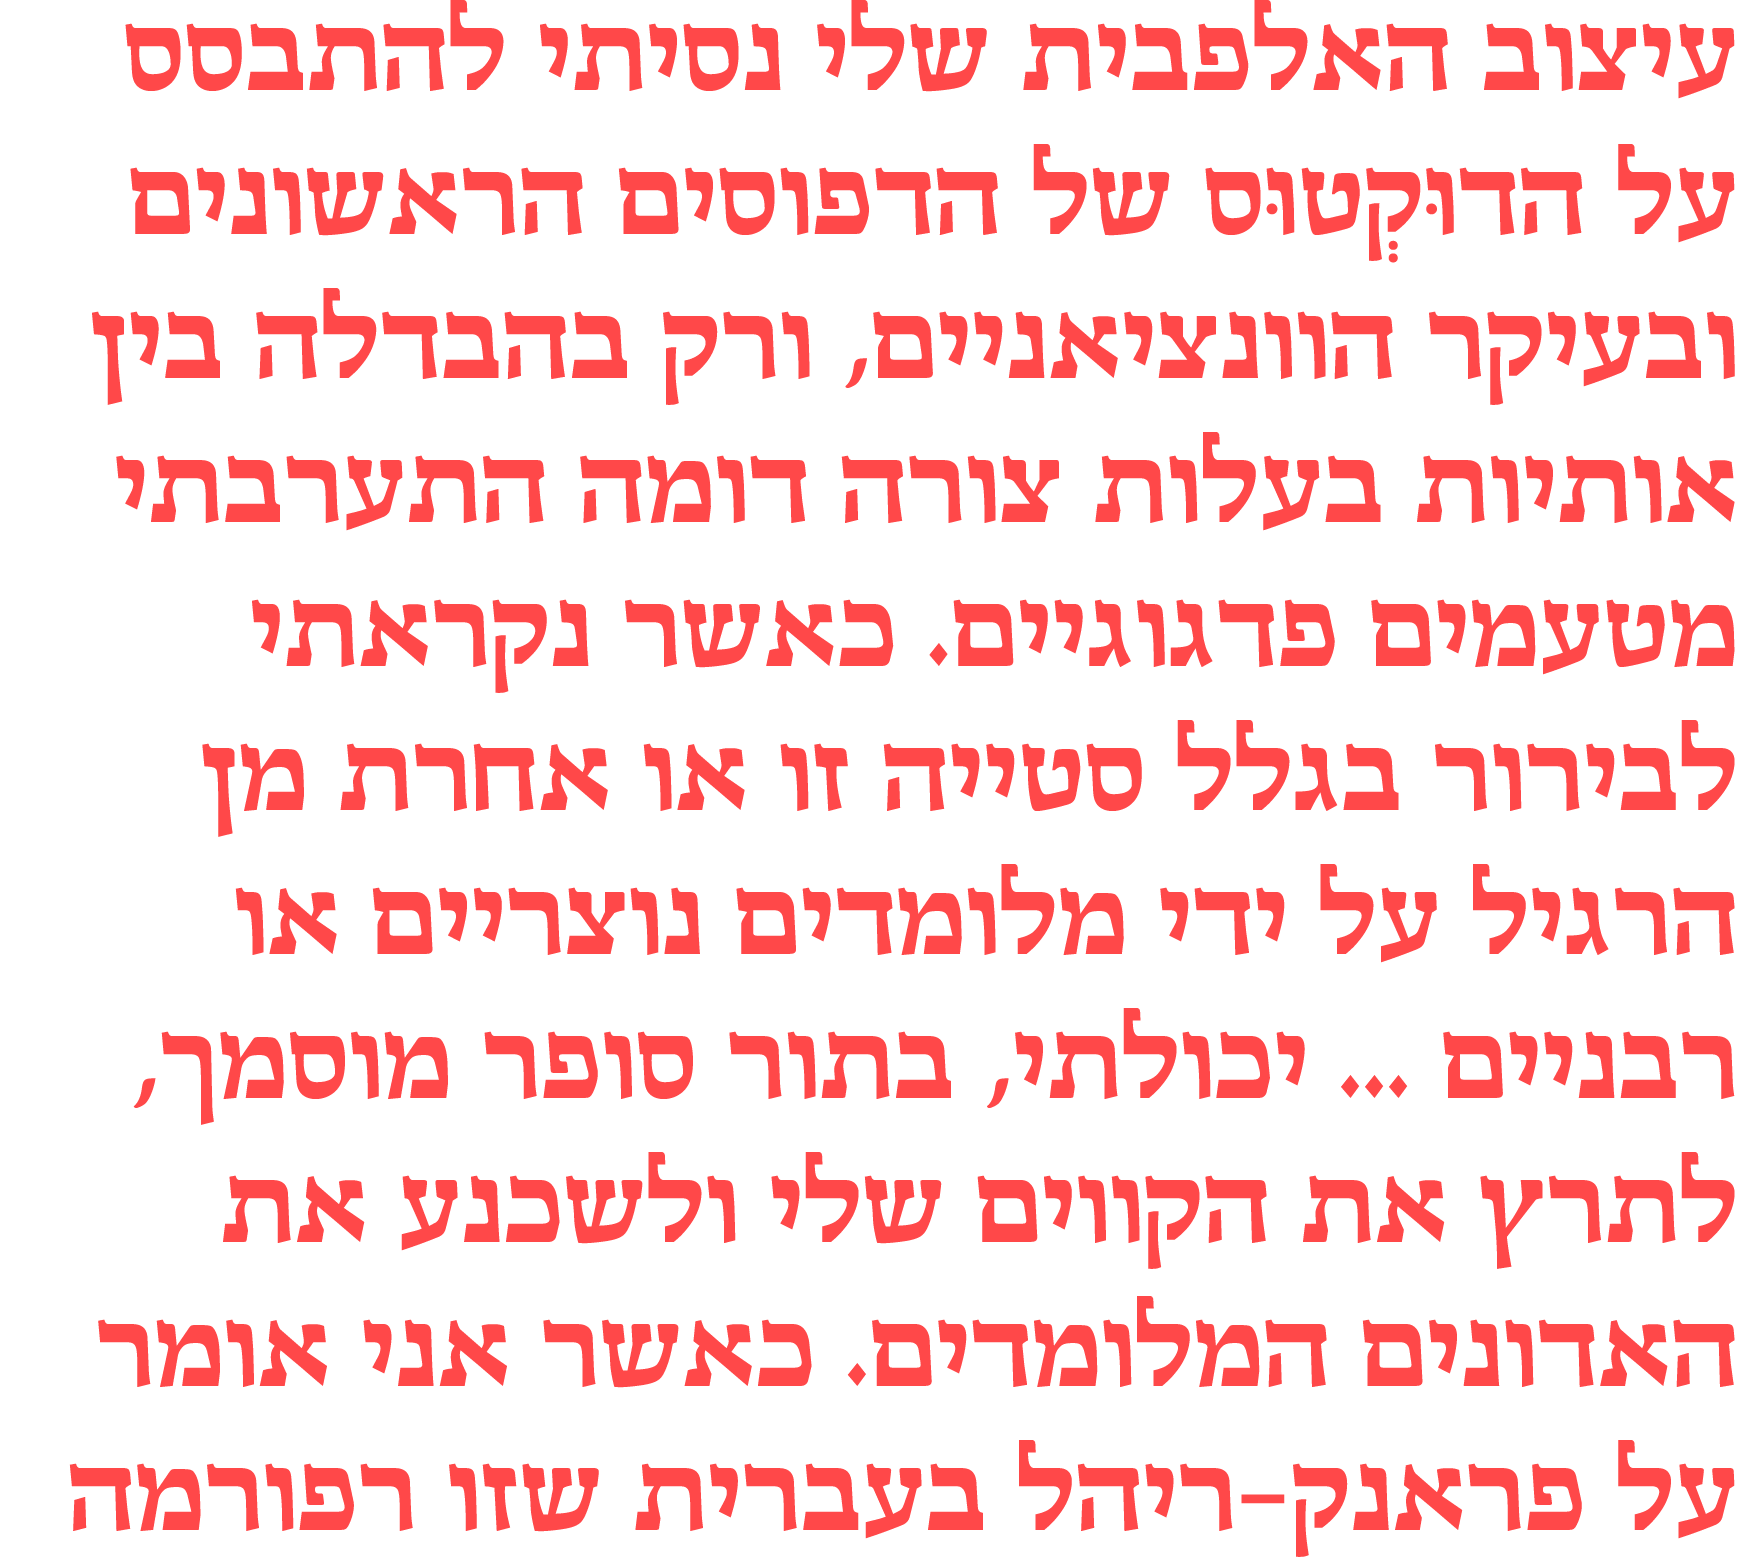 עיצוב האלפבית שלי נסיתי להתבסס
על הדוּקְטוּס של הדפוסים הראשונים
ובעיקר הוונציאניים, ורק בהבדלה בין
אותיות בעלות צורה דומה התערבתי
מטעמים פדגוגיים. כאשר נקראתי
לבירור בגלל סטייה זו או אחרת מן
הרגיל על ידי מלומדים נוצריים או
רבניים ... יכולתי, בתור סופר מוסמך,
לתרץ את הקווים שלי ולשכנע את
האדונים המלומדים. כאשר אני אומר
על פראנק-ריהל בעברית שזו רפורמה